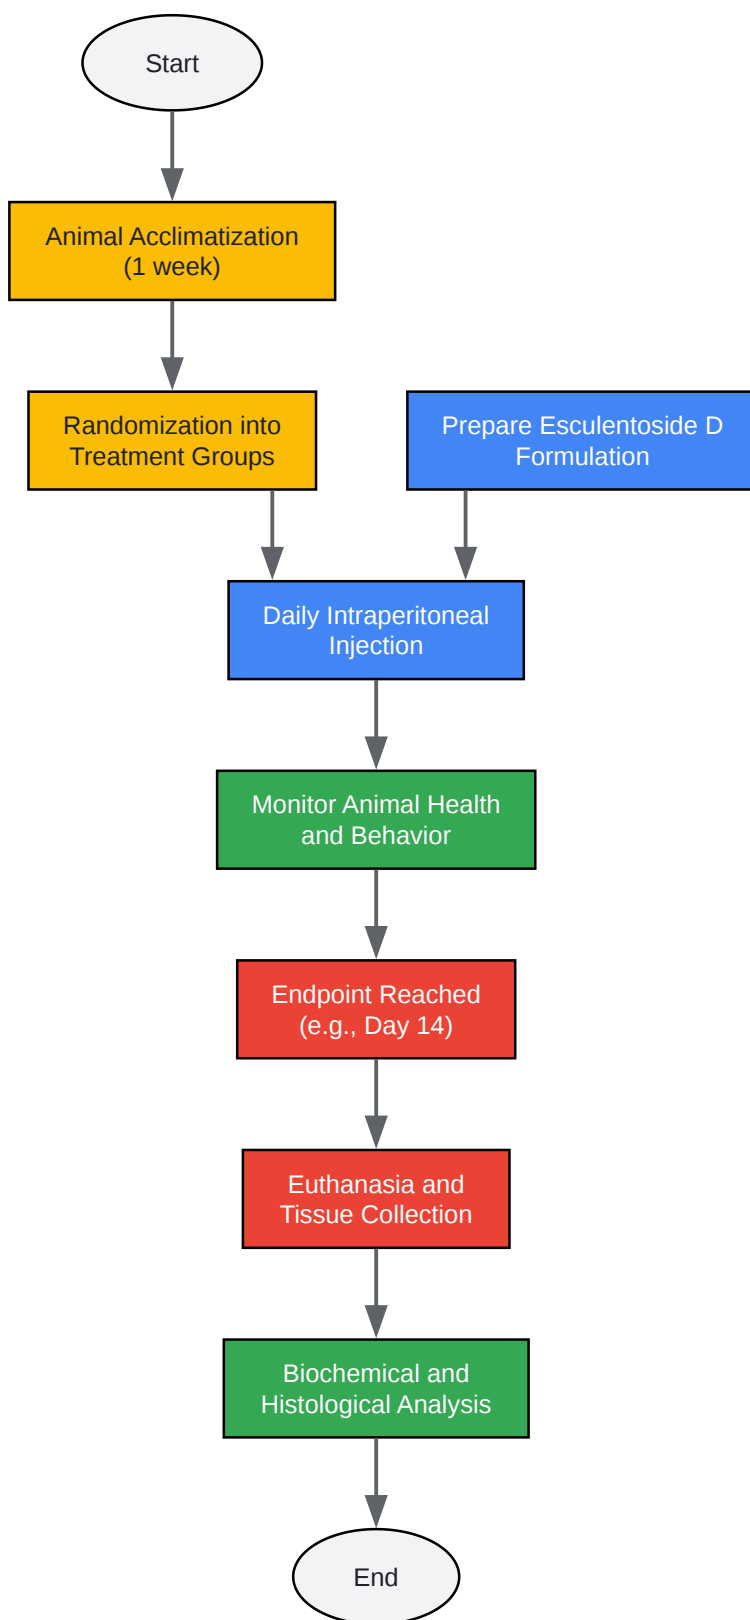 Start
Animal Acclimatization
(1 week)
Randomization into
Treatment Groups
Prepare Esculentoside D
Formulation
Daily Intraperitoneal
Injection
Monitor Animal Health
and Behavior
Endpoint Reached
(e.g., Day 14)
Euthanasia and
Tissue Collection
Biochemical and
Histological Analysis
End